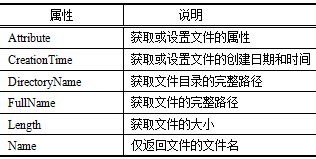 属性 说明
Attribute 获取或设置文件的属性
CreationTime 获取或设置文件的创建日期和时间
DirectoryName 获取文件目录的完整路径
FullName 获取文件的完整路径
Length 获取文件的大小
Name 仅返回文件的文件名